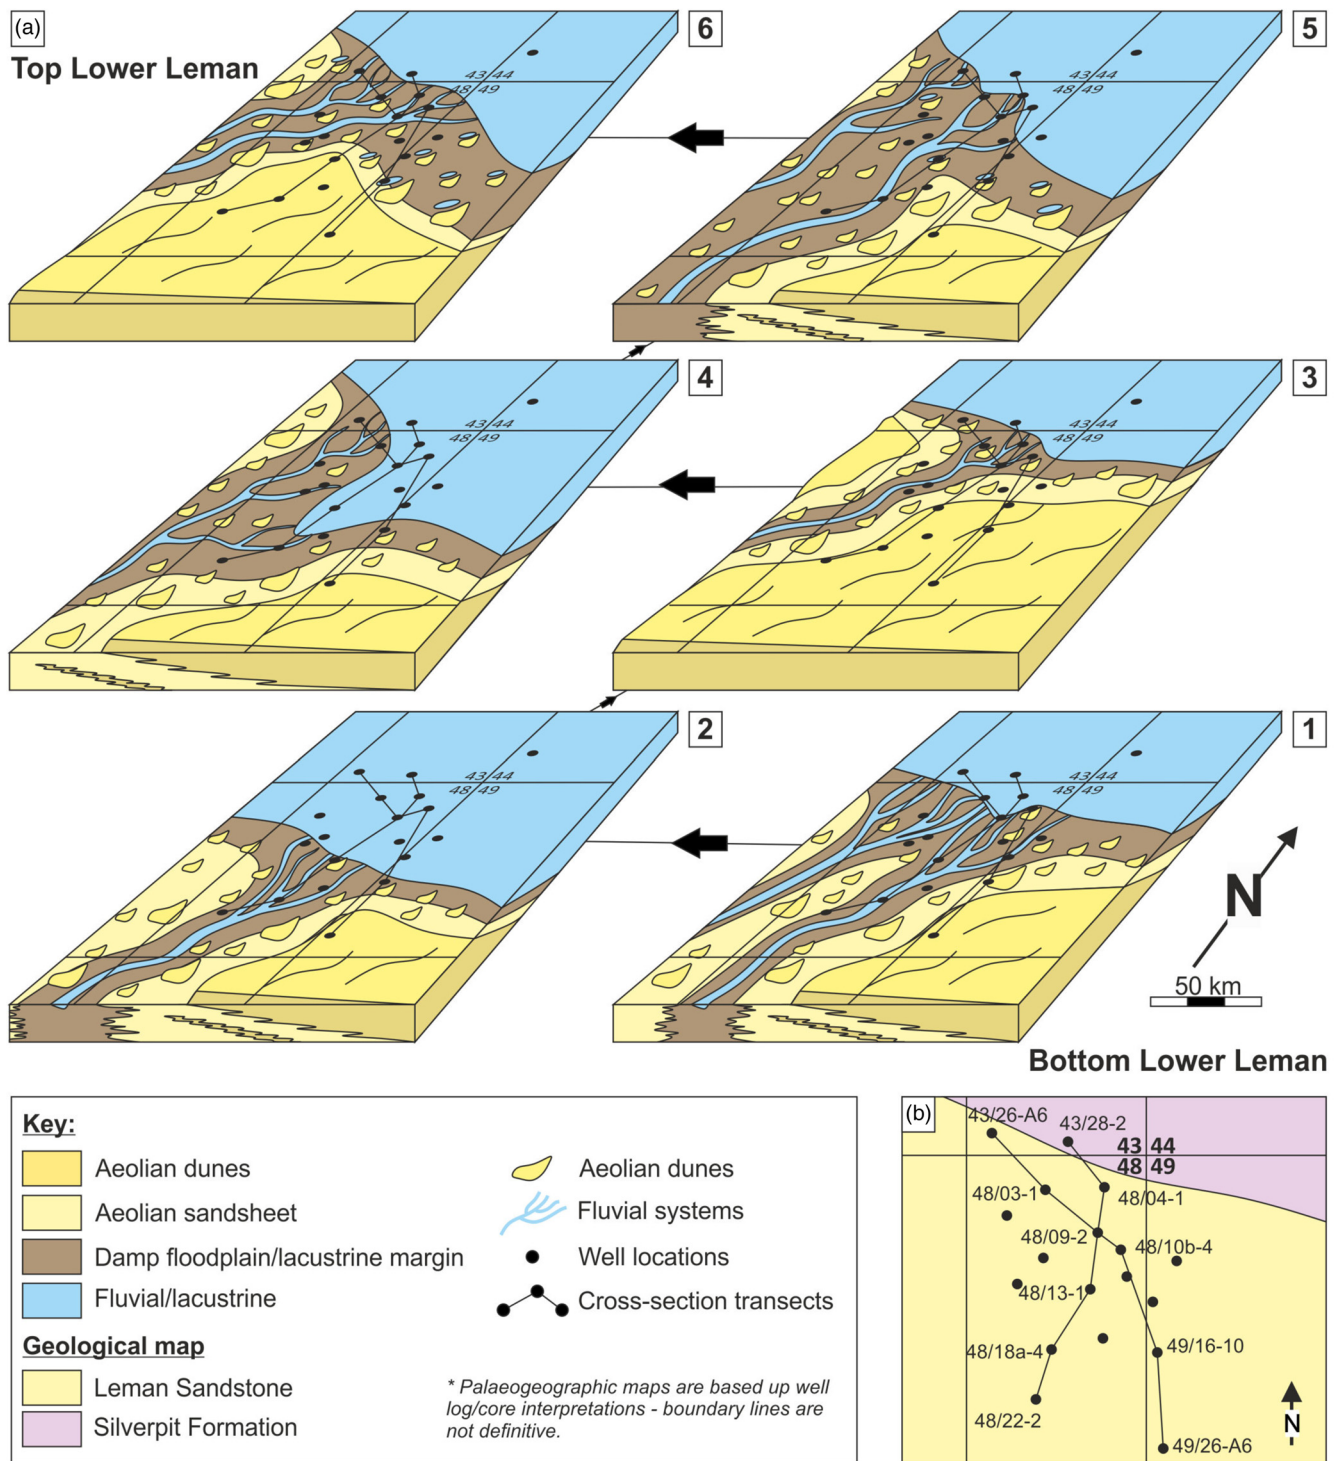 (a)
Top Lower Leman
6
43 44
48 49
5
43 44
48 49
4
43 44
48 49
3
43 44
48 49
2
43 44
48 49
1
43 44
48 49
N
50 km
Bottom Lower Leman
Key:
Aeolian dunes
Aeolian sandsheet
Damp floodplain/lacustrine margin
Fluvial/lacustrine
Geological map
Leman Sandstone
Silverpit Formation
Aeolian dunes
Fluvial systems
Well locations
Cross-section transects
* Palaeogeographic maps are based up well
log/core interpretations - boundary lines are
not definitive.
(b)
43/26-A6
43/28-2
43 44
48 49
48/03-1
48/04-1
48/09-2
48/10b-4
48/13-1
48/18a-4
49/16-10
48/22-2
N
49/26-A6